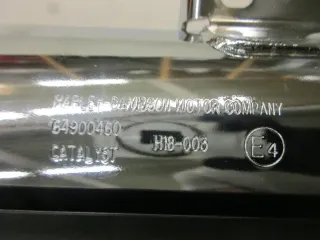 HARLEY-DAVIDSON MOTOR COMPANY
64900460 H18-003 E4
CATALYST